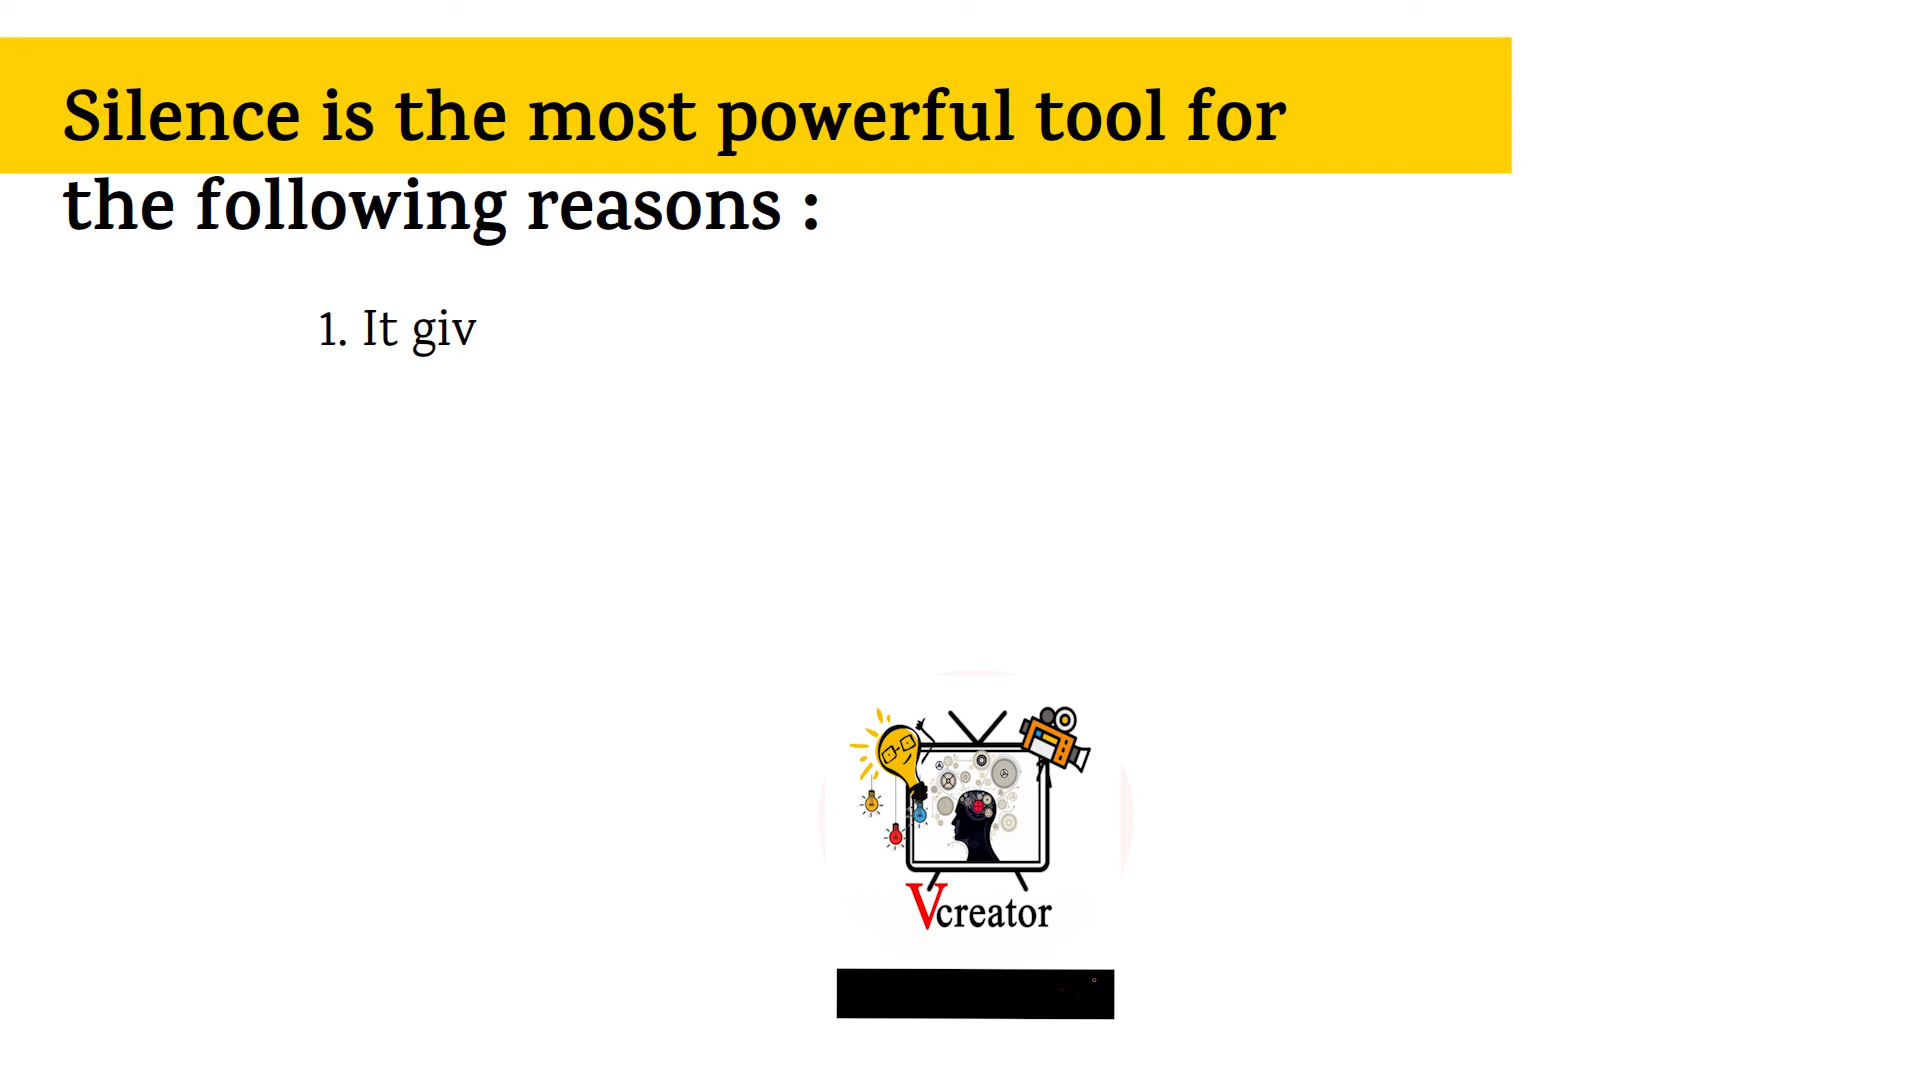 Silence is the most powerful tool for
the following reasons :
1. It giv
Vcreator